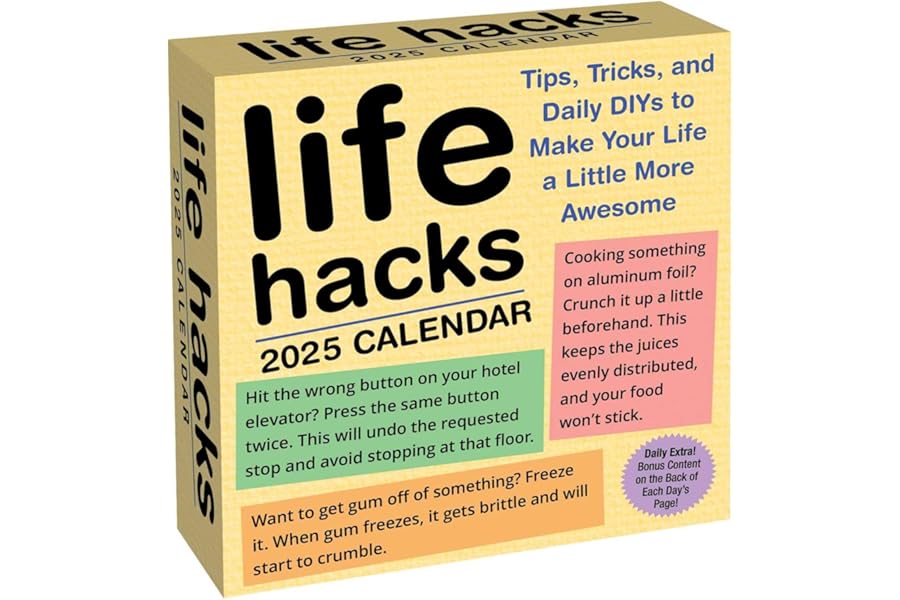 life hacks
2025 CALENDAR
life hacks
2025 CALENDAR
life
hacks
2025 CALENDAR
Tips, Tricks, and
Daily DIYs to
Make Your Life
a Little More
Awesome
Cooking something
on aluminum foil?
Crunch it up a little
beforehand. This
keeps the juices
evenly distributed,
and your food
won't stick.
Hit the wrong button on your hotel
elevator? Press the same button
twice. This will undo the requested
stop and avoid stopping at that floor.
Want to get gum off of something? Freeze
it. When gum freezes, it gets brittle and will
start to crumble.
Daily Extra!
Bonus Content
on the Back of
Each Day's
Page!